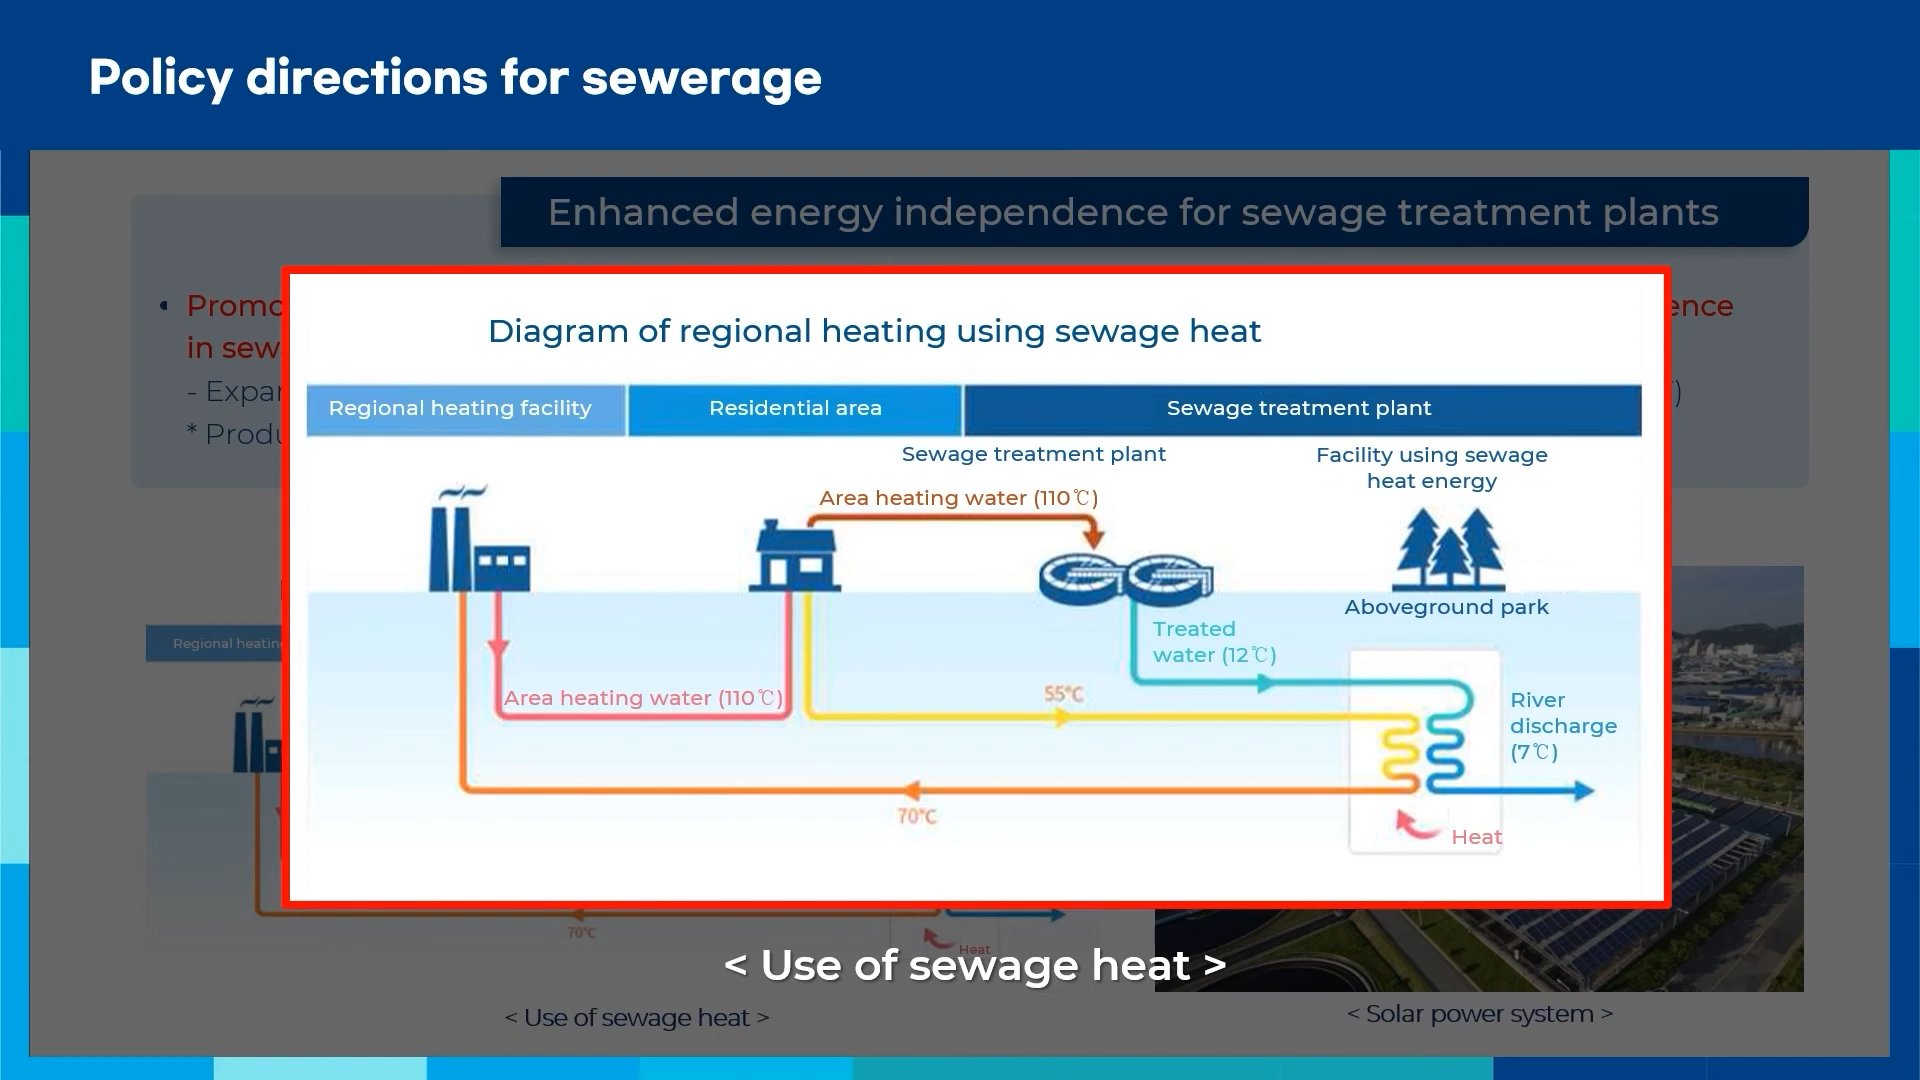 Policy directions for sewerage
Enhanced energy independence for sewage treatment plants
• Promo
ence
in sew
- Expan
)
* Produ
Diagram of regional heating using sewage heat
Regional heating facility
Residential area
Sewage treatment plant
Sewage treatment plant
Facility using sewage
heat energy
Area heating water (110℃)
Aboveground park
Treated
water (12℃)
Area heating water (110℃)
55℃
River
discharge
(7℃)
70℃
Heat
Regional heatin
70℃
Heat
< Use of sewage heat >
< Use of sewage heat >
< Solar power system >